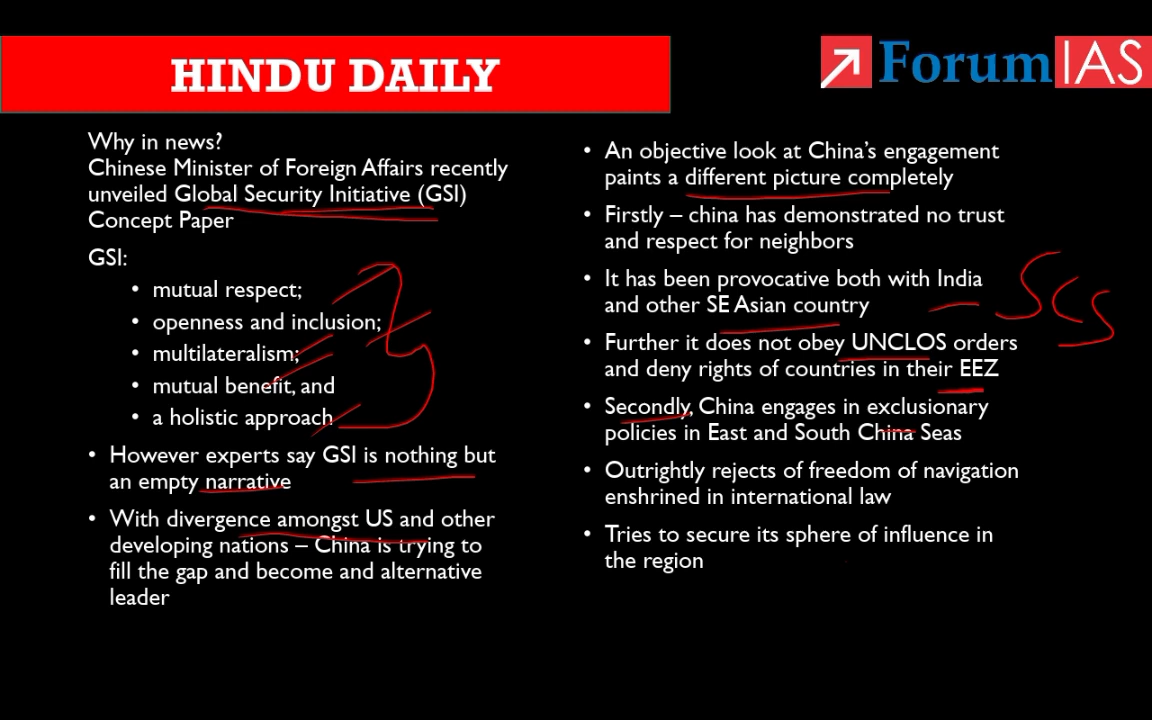 HINDU DAILY
ForumIAS
Why in news?
Chinese Minister of Foreign Affairs recently
unveiled Global Security Initiative (GSI)
Concept Paper
GSI:
• mutual respect;
• openness and inclusion;
• multilateralism;
• mutual benefit, and
• a holistic approach
• However experts say GSI is nothing but
an empty narrative
• With divergence amongst US and other
developing nations – China is trying to
fill the gap and become and alternative
leader
• An objective look at China's engagement
paints a different picture completely
• Firstly – china has demonstrated no trust
and respect for neighbors
• It has been provocative both with India
and other SE Asian country
• Further it does not obey UNCLOS orders
and deny rights of countries in their EEZ
• Secondly, China engages in exclusionary
policies in East and South China Seas
• Outrightly rejects of freedom of navigation
enshrined in international law
• Tries to secure its sphere of influence in
the region
SCS